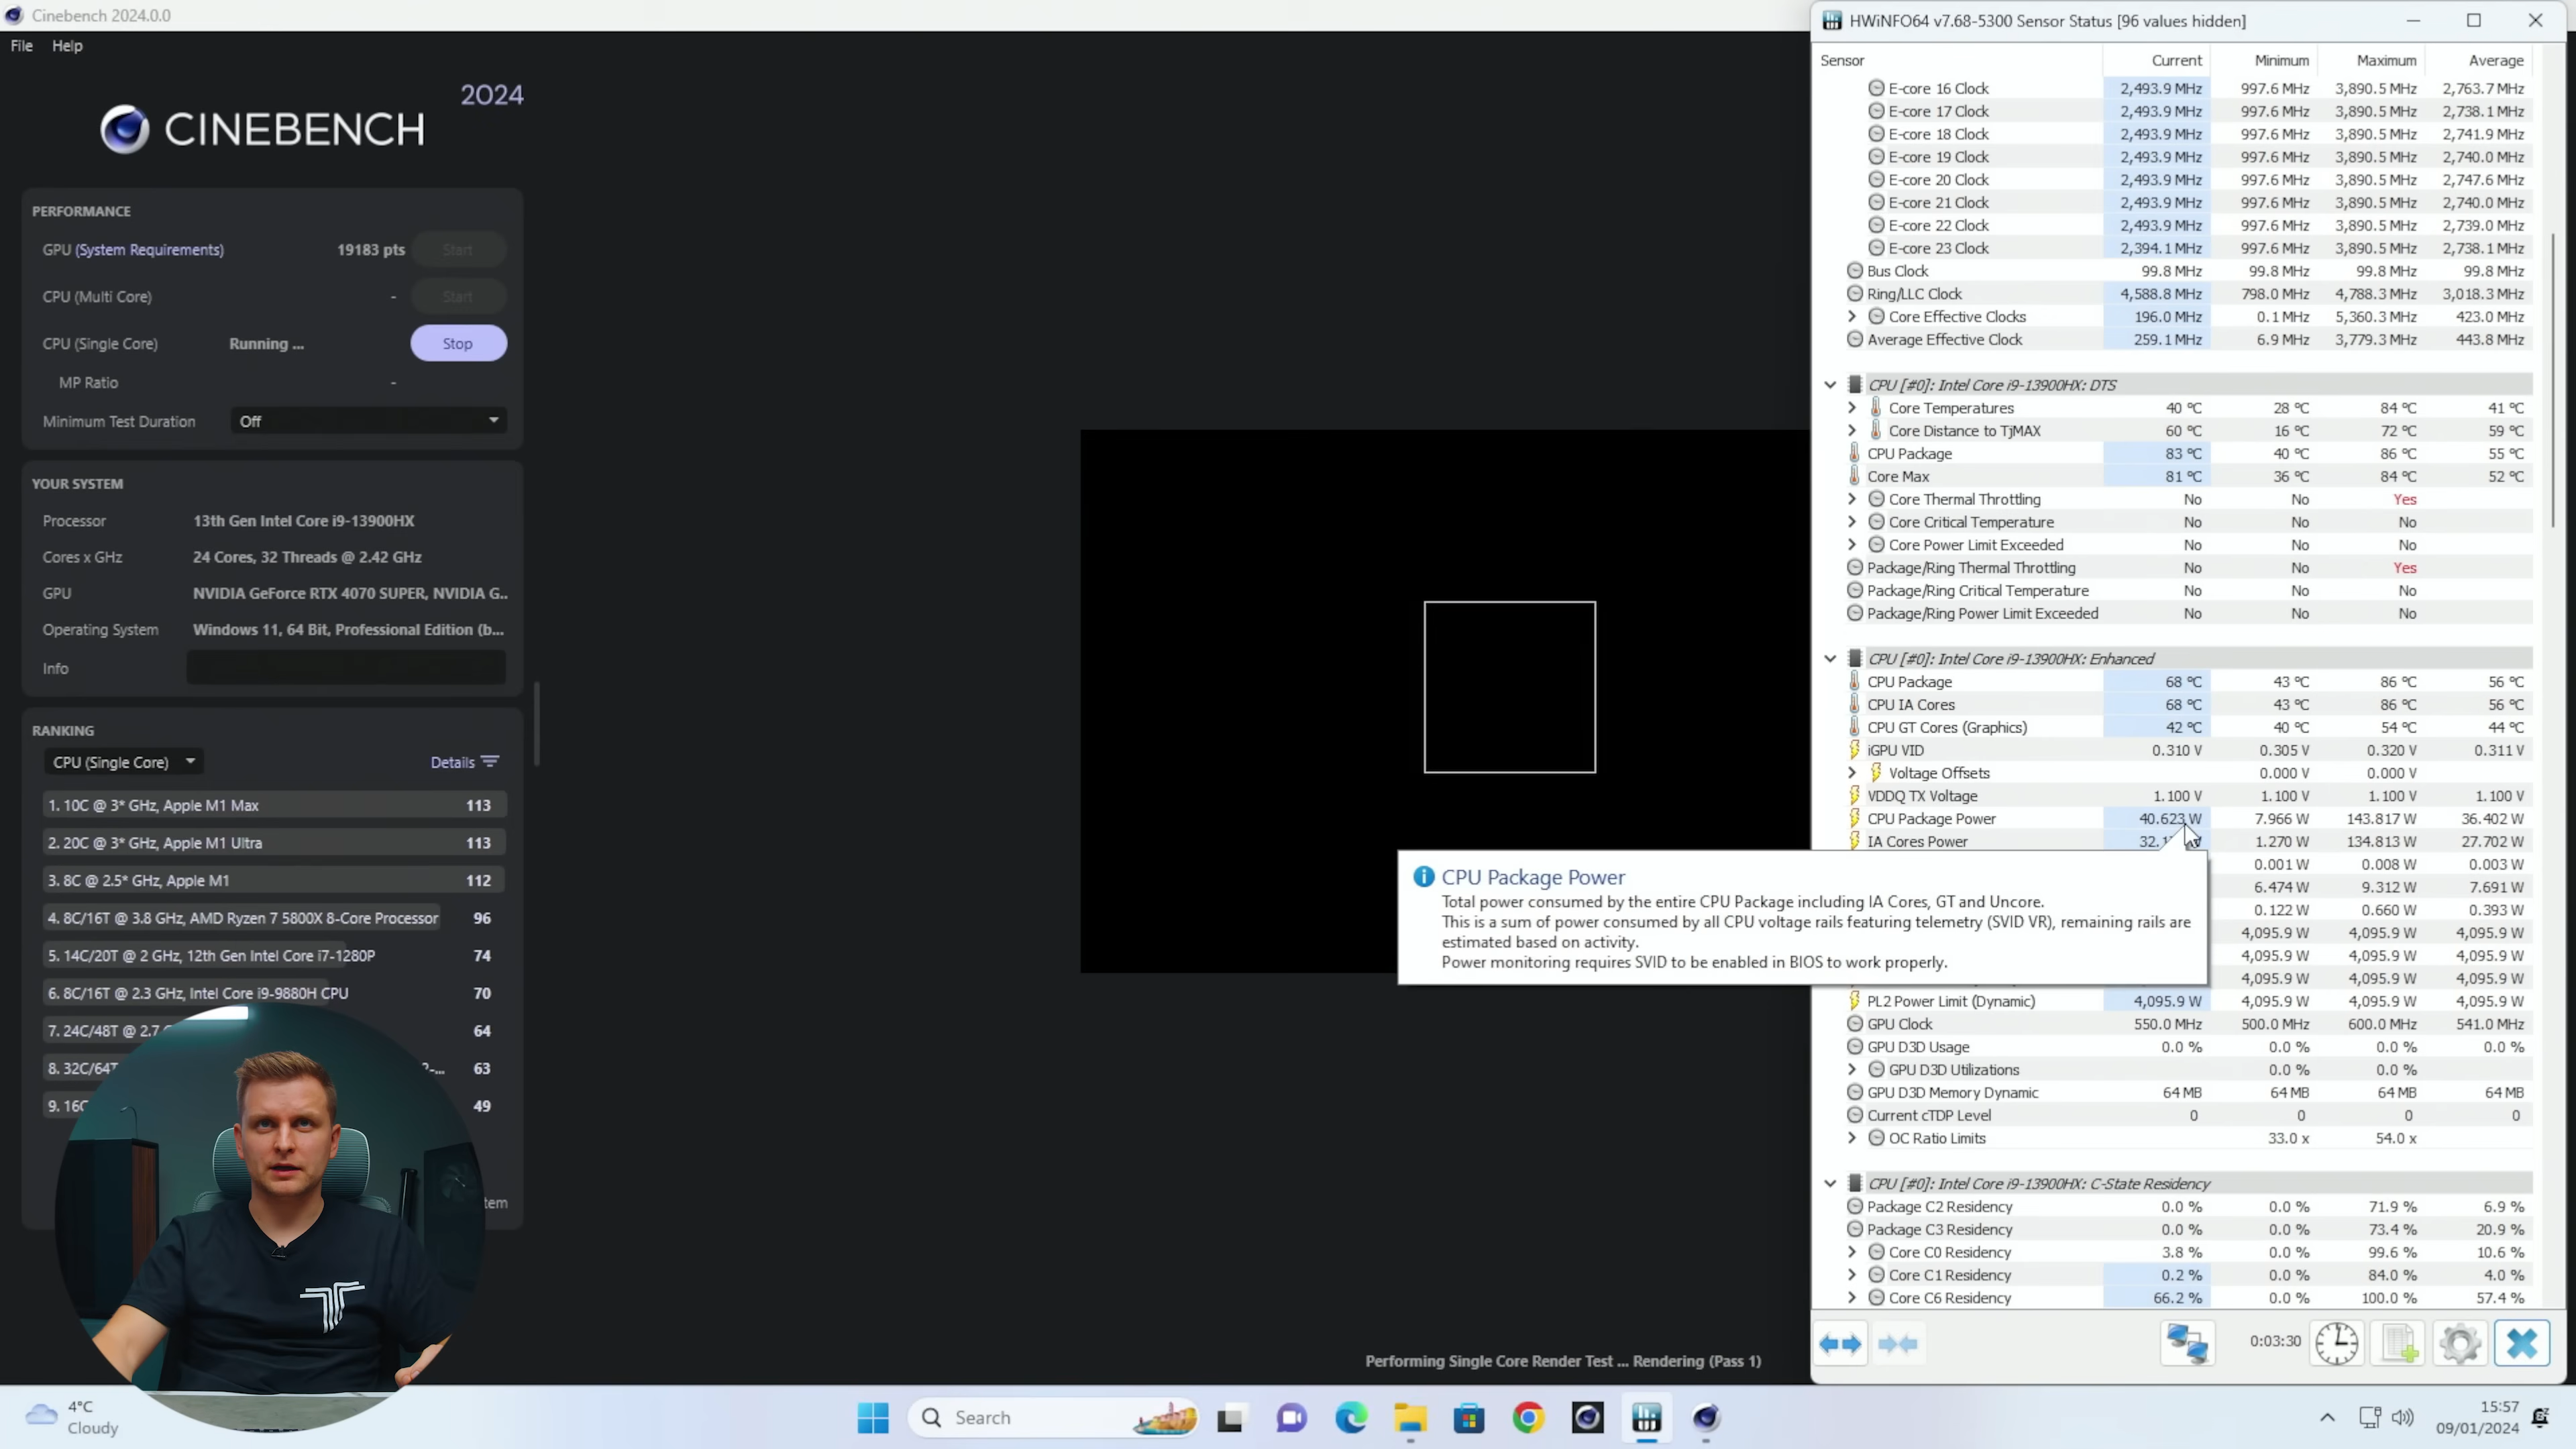 Cinebench 2024.0.0
File Help
2024
CINEBENCH
PERFORMANCE
GPU (System Requirements) 19183 pts Start
CPU (Multi Core) - Start
CPU (Single Core) Running ... Stop
MP Ratio -
Minimum Test Duration Off
YOUR SYSTEM
Processor 13th Gen Intel Core i9-13900HX
Cores x GHz 24 Cores, 32 Threads @ 2.42 GHz
GPU NVIDIA GeForce RTX 4070 SUPER, NVIDIA G..
Operating System Windows 11, 64 Bit, Professional Edition (b...
Info
RANKING
CPU (Single Core) Details
1. 10C @ 3* GHz, Apple M1 Max 113
2. 20C @ 3* GHz, Apple M1 Ultra 113
3. 8C @ 2.5* GHz, Apple M1 112
4. 8C/16T @ 3.8 GHz, AMD Ryzen 7 5800X 8-Core Processor 96
5. 14C/20T @ 2 GHz, 12th Gen Intel Core i7-1280P 74
6. 8C/16T @ 2.3 GHz, Intel Core i9-9880H CPU 70
7. 24C/48T @ 2.7 64
8. 32C/64T 63
9. 16C 49
tem
Performing Single Core Render Test ... Rendering (Pass 1)
HWiNFO64 v7.68-5300 Sensor Status [96 values hidden]
Sensor Current Minimum Maximum Average
E-core 16 Clock 2,493.9 MHz 997.6 MHz 3,890.5 MHz 2,763.7 MHz
E-core 17 Clock 2,493.9 MHz 997.6 MHz 3,890.5 MHz 2,738.1 MHz
E-core 18 Clock 2,493.9 MHz 997.6 MHz 3,890.5 MHz 2,741.9 MHz
E-core 19 Clock 2,493.9 MHz 997.6 MHz 3,890.5 MHz 2,740.0 MHz
E-core 20 Clock 2,493.9 MHz 997.6 MHz 3,890.5 MHz 2,747.6 MHz
E-core 21 Clock 2,493.9 MHz 997.6 MHz 3,890.5 MHz 2,740.0 MHz
E-core 22 Clock 2,493.9 MHz 997.6 MHz 3,890.5 MHz 2,739.0 MHz
E-core 23 Clock 2,394.1 MHz 997.6 MHz 3,890.5 MHz 2,738.1 MHz
Bus Clock 99.8 MHz 99.8 MHz 99.8 MHz 99.8 MHz
Ring/LLC Clock 4,588.8 MHz 798.0 MHz 4,788.3 MHz 3,018.3 MHz
Core Effective Clocks 196.0 MHz 0.1 MHz 5,360.3 MHz 423.0 MHz
Average Effective Clock 259.1 MHz 6.9 MHz 3,779.3 MHz 443.8 MHz
CPU [#0]: Intel Core i9-13900HX: DTS
Core Temperatures 40 °C 28 °C 84 °C 41 °C
Core Distance to TjMAX 60 °C 16 °C 72 °C 59 °C
CPU Package 83 °C 40 °C 86 °C 55 °C
Core Max 81 °C 36 °C 84 °C 52 °C
Core Thermal Throttling No No Yes
Core Critical Temperature No No No
Core Power Limit Exceeded No No No
Package/Ring Thermal Throttling No No Yes
Package/Ring Critical Temperature No No No
Package/Ring Power Limit Exceeded No No No
CPU [#0]: Intel Core i9-13900HX: Enhanced
CPU Package 68 °C 43 °C 86 °C 56 °C
CPU IA Cores 68 °C 43 °C 86 °C 56 °C
CPU GT Cores (Graphics) 42 °C 40 °C 54 °C 44 °C
iGPU VID 0.310 V 0.305 V 0.320 V 0.311 V
Voltage Offsets 0.000 V 0.000 V
VDDQ TX Voltage 1.100 V 1.100 V 1.100 V 1.100 V
CPU Package Power 40.623 W 7.966 W 143.817 W 36.402 W
IA Cores Power 32. 1.270 W 134.813 W 27.702 W
0.001 W 0.008 W 0.003 W
6.474 W 9.312 W 7.691 W
0.122 W 0.660 W 0.393 W
4,095.9 W 4,095.9 W 4,095.9 W
4,095.9 W 4,095.9 W 4,095.9 W
4,095.9 W 4,095.9 W 4,095.9 W
CPU Package Power
Total power consumed by the entire CPU Package including IA Cores, GT and Uncore.
This is a sum of power consumed by all CPU voltage rails featuring telemetry (SVID VR), remaining rails are
estimated based on activity.
Power monitoring requires SVID to be enabled in BIOS to work properly.
PL2 Power Limit (Dynamic) 4,095.9 W 4,095.9 W 4,095.9 W 4,095.9 W
GPU Clock 550.0 MHz 500.0 MHz 600.0 MHz 541.0 MHz
GPU D3D Usage 0.0 % 0.0 % 0.0 % 0.0 %
GPU D3D Utilizations 0.0 % 0.0 %
GPU D3D Memory Dynamic 64 MB 64 MB 64 MB 64 MB
Current cTDP Level 0 0 0 0
OC Ratio Limits 33.0 x 54.0 x
CPU [#0]: Intel Core i9-13900HX: C-State Residency
Package C2 Residency 0.0 % 0.0 % 71.9 % 6.9 %
Package C3 Residency 0.0 % 0.0 % 73.4 % 20.9 %
Core C0 Residency 3.8 % 0.0 % 99.6 % 10.6 %
Core C1 Residency 0.2 % 0.0 % 84.0 % 4.0 %
Core C6 Residency 66.2 % 0.0 % 100.0 % 57.4 %
0:03:30
4°C
Cloudy
Search
15:57
09/01/2024